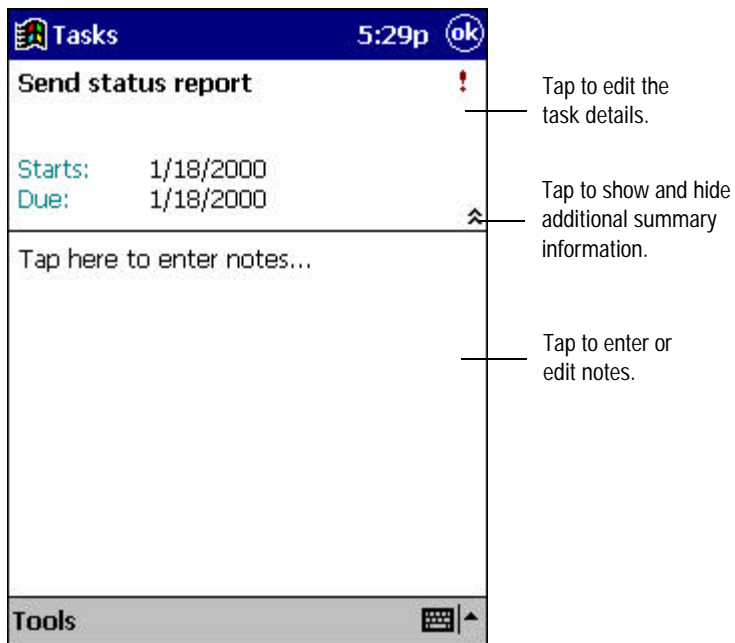 Tasks 5:29p ok
Send status report !
Tap to edit the
task details.
Starts: 1/18/2000
Due: 1/18/2000
Tap to show and hide
additional summary
information.
Tap here to enter notes...
Tap to enter or
edit notes.
Tools